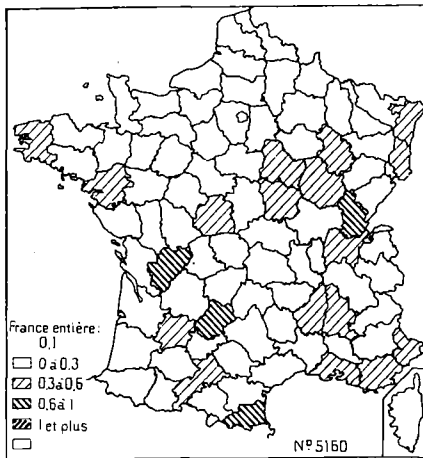 France entière:
0,1
0 à 0.3
0.3 à 0,6
0,6 à 1
1 et plus
Nº 5160